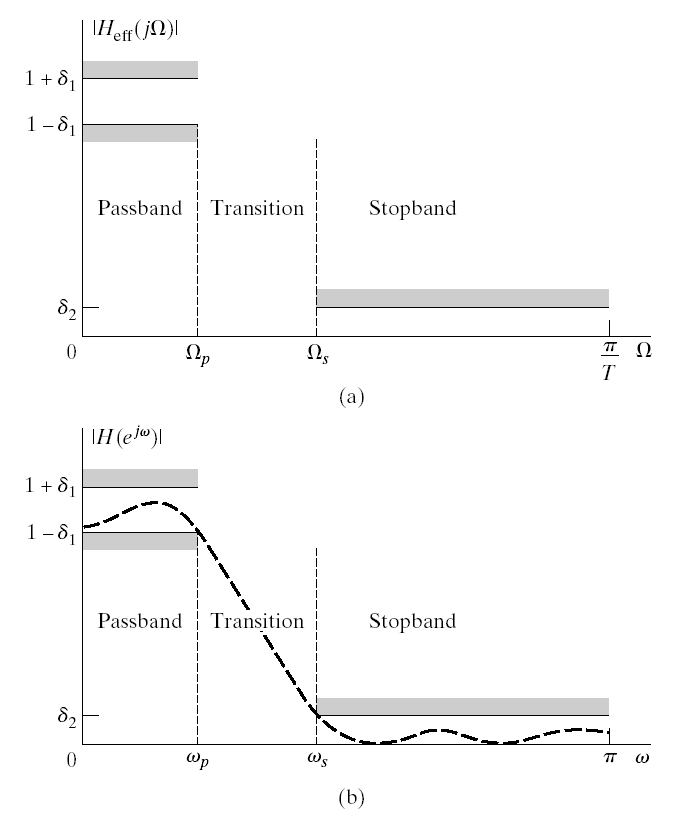 |H_eff(jΩ)|
1 + δ₁
1 – δ₁
Passband Transition Stopband
δ₂
0 Ωₚ Ωₛ π/T Ω
(a)
|H(e^{jω})|
1 + δ₁
1 – δ₁
Passband Transition Stopband
δ₂
0 ωₚ ωₛ π ω
(b)